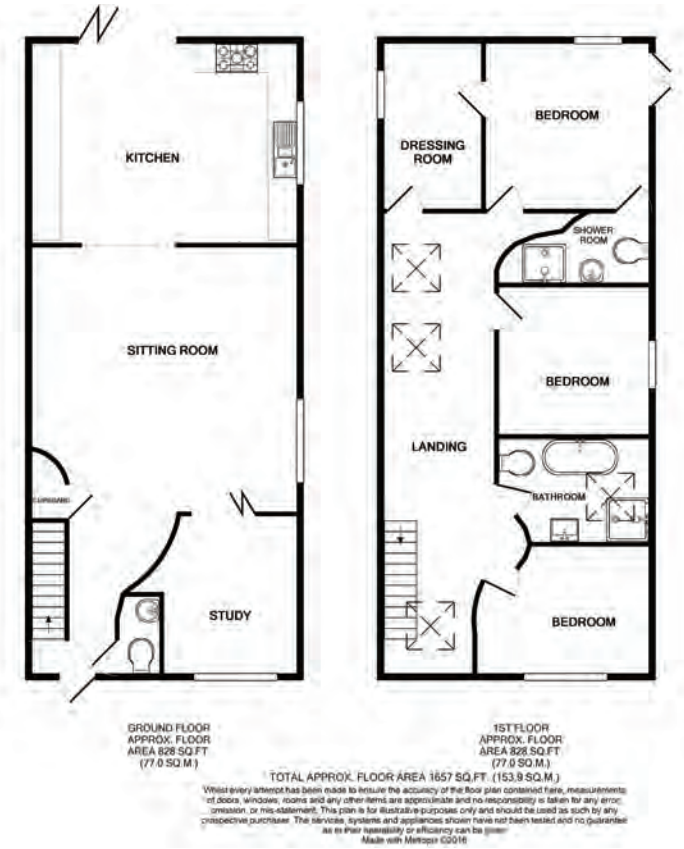 KITCHEN
SITTING ROOM
CUPBOARD
STUDY
DRESSING
ROOM
BEDROOM
SHOWER
ROOM
BEDROOM
LANDING
BATHROOM
BEDROOM
GROUND FLOOR
APPROX. FLOOR
AREA 828 SQ.FT
(77.0 SQ.M.)
1ST FLOOR
APPROX. FLOOR
AREA 828 SQ.FT
(77.0 SQ.M.)
TOTAL APPROX. FLOOR AREA 1657 SQ.FT. (153.9 SQ.M.)
Whilst every attempt has been made to ensure the accuracy of the floor plan contained here, measurements
of doors, windows, rooms and any other items are approximate and no responsibility is taken for any error,
omission, or mis-statement. This plan is for illustrative purposes only and should be used as such by any
prospective purchaser. The services, systems and appliances shown have not been tested and no guarantee
as to their operability or efficiency can be given
Made with Metropix ©2016